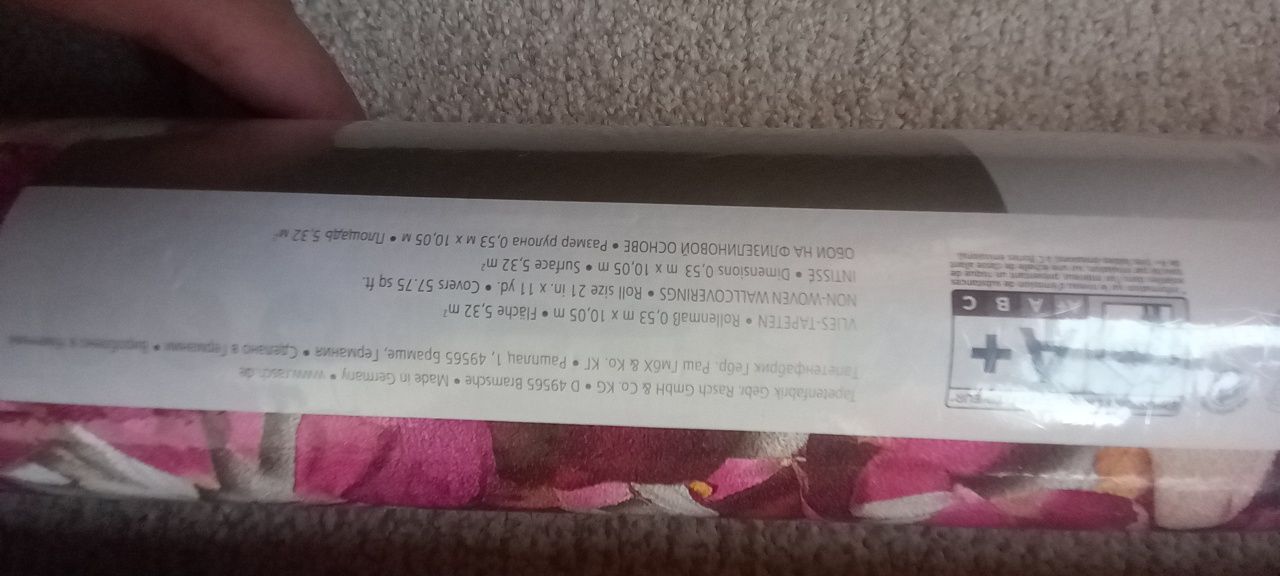 Tapetenfabrik Gebr. Rasch GmbH & Co. KG • D 49565 Bramsche • Made in Germany • www.rasch.de
Тапетенфабрик Гебр. Раш ГмбХ & Ко. КГ • Рашплац 1, 49565 Брамше, Германия • Сделано в Германии •
VLIES-TAPETEN • Rollenmaß 0,53 m x 10,05 m • Fläche 5,32 m²
NON-WOVEN WALLCOVERINGS • Roll size 21 in. x 11 yd. • Covers 57.75 sq ft.
INTISSÉ • Dimensions 0,53 m x 10,05 m • Surface 5,32 m²
ОБОИ НА ФЛИЗЕЛИНОВОЙ ОСНОВЕ • Размер рулона 0,53 м x 10,05 м • Площадь 5,32 м²
A+
A+ A B C